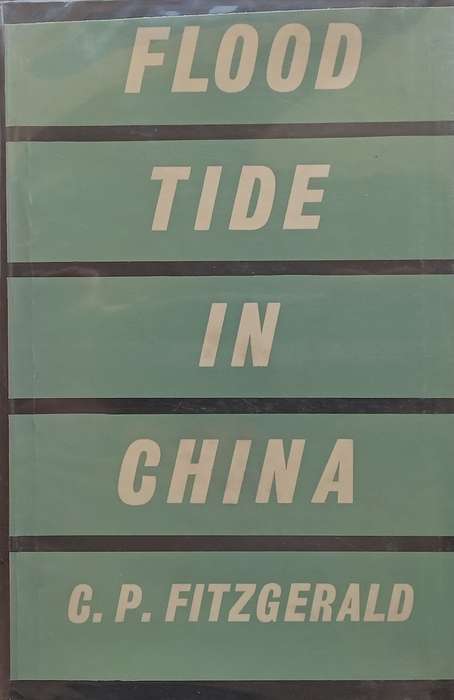 FLOOD
TIDE
IN
CHINA
C. P. FITZGERALD